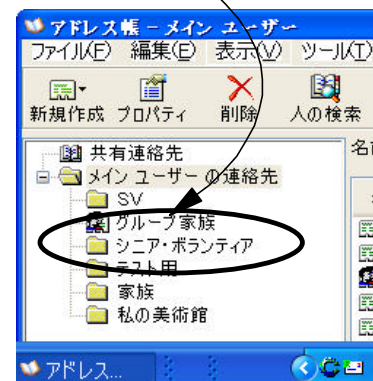 アドレス帳 - メイン ユーザー
ファイル(F) 編集(E) 表示(V) ツール(T)
新規作成 プロパティ 削除 人の検索
共有連絡先
メイン ユーザー の連絡先
SV
グループ家族
シニア・ボランティア
テスト用
家族
私の美術館
アドレス...